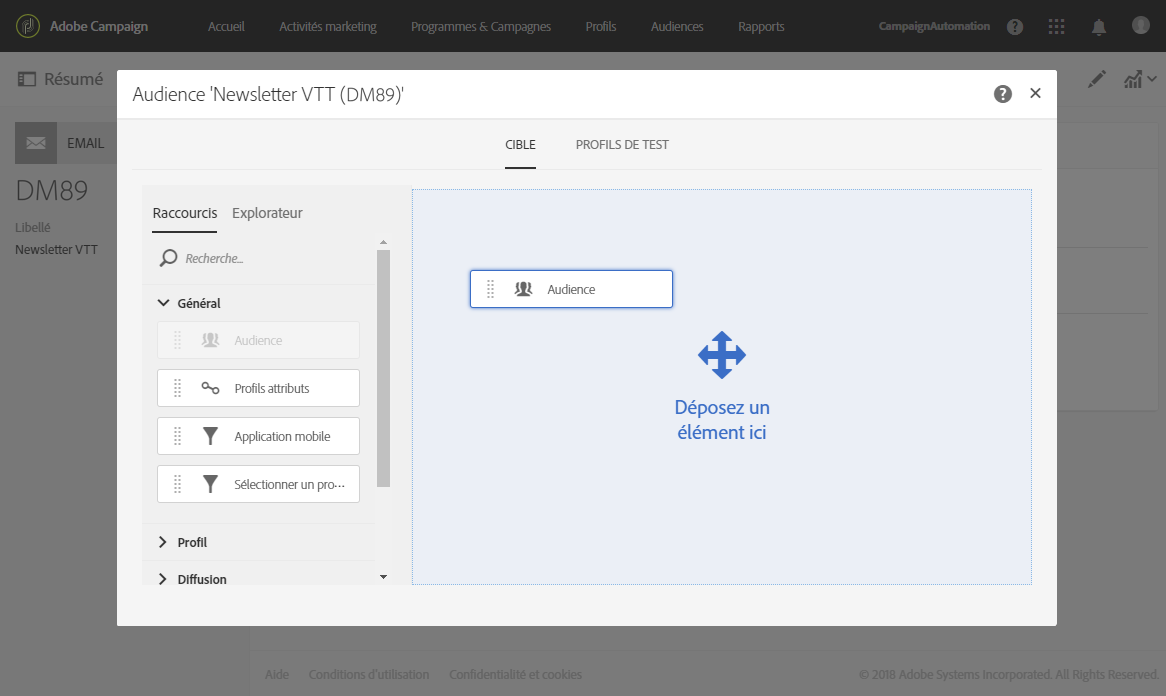 Adobe Campaign
Accueil
Activités marketing
Programmes & Campagnes
Profils
Audiences
Rapports
CampaignAutomation
Résumé
Audience 'Newsletter VTT (DM89)'
EMAIL
DM89
Libellé
Newsletter VTT
CIBLE
PROFILS DE TEST
Raccourcis
Explorateur
Recherche...
Général
Audience
Profils attributs
Application mobile
Sélectionner un pro···
Profil
Diffusion
Audience
Déposez un
élément ici
Aide
Conditions d'utilisation
Confidentialité et cookies
© 2018 Adobe Systems Incorporated. All Rights Reserved.